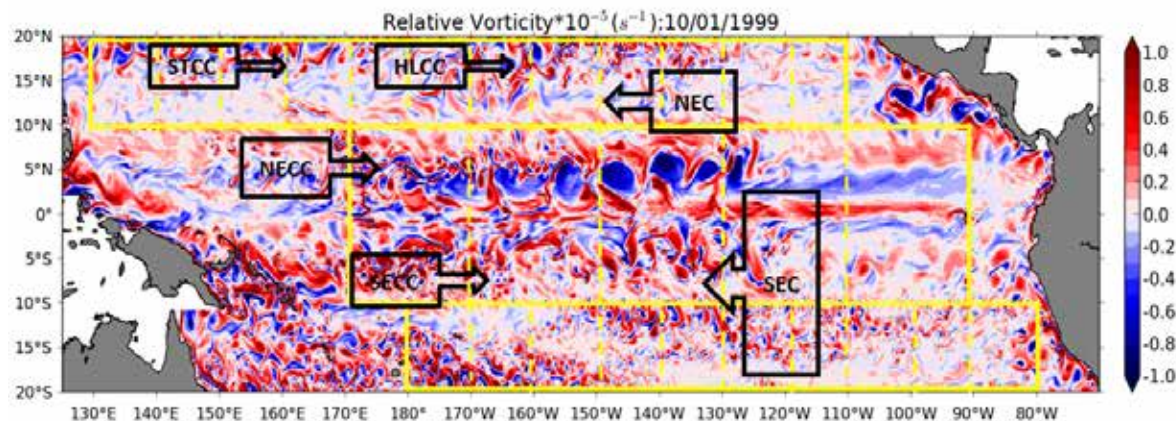 Relative Vorticity*10⁻⁵(s⁻¹):10/01/1999
20°N
15°N
10°N
5°N
0°
5°S
10°S
15°S
20°S
STCC
HLCC
NEC
NECC
SECC
SEC
130°E 140°E 150°E 160°E 170°E 180° 170°W 160°W 150°W 140°W 130°W 120°W 110°W 100°W 90°W 80°W
1.0
0.8
0.6
0.4
0.2
0.0
-0.2
-0.4
-0.6
-0.8
-1.0